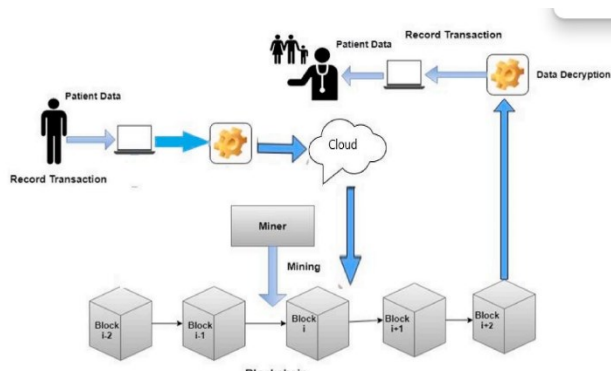 Record Transaction
Patient Data
Data Decryption
Patient Data
Cloud
Record Transaction
Miner
Mining
Block
i-2
Block
i-1
Block
i
Block
i+1
Block
i+2